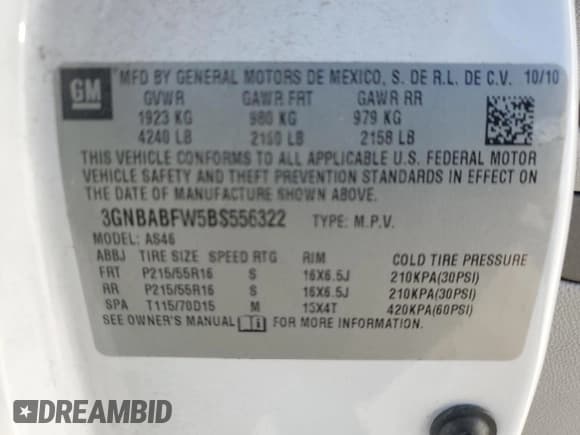 GM MFD BY GENERAL MOTORS DE MEXICO, S. DE R.L. DE C.V. 10/10
GVWR GAWR FRT GAWR RR
1923 KG 980 KG 979 KG
4240 LB 2160 LB 2158 LB
THIS VEHICLE CONFORMS TO ALL APPLICABLE U.S. FEDERAL MOTOR
VEHICLE SAFETY AND THEFT PREVENTION STANDARDS IN EFFECT ON
THE DATE OF MANUFACTURE SHOWN ABOVE.
3GNBABFW5BS556322 TYPE: M.P.V.
MODEL: AS46
ABBJ TIRE SIZE SPEED RTG RIM COLD TIRE PRESSURE
FRT P215/55R16 S 16X6.5J 210KPA(30PSI)
RR P215/55R16 S 16X6.5J 210KPA(30PSI)
SPA T115/70D15 M 15X4T 420KPA(60PSI)
SEE OWNER'S MANUAL FOR MORE INFORMATION.
DREAMBID